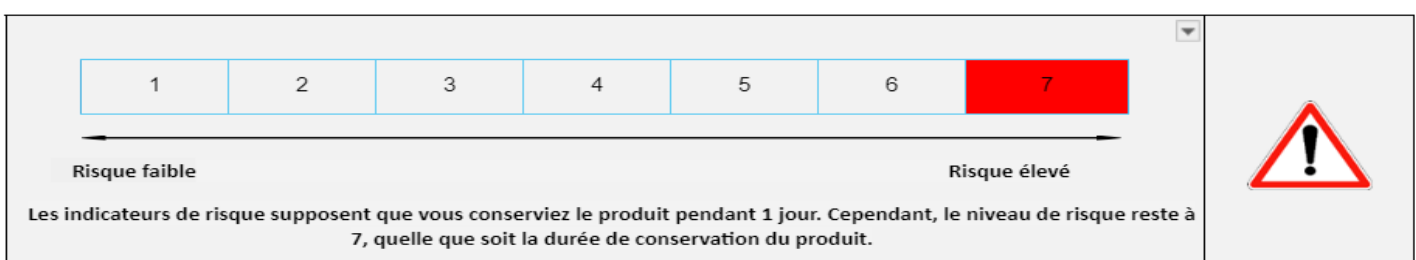 1 2 3 4 5 6 7
Risque faible Risque élevé
Les indicateurs de risque supposent que vous conserviez le produit pendant 1 jour. Cependant, le niveau de risque reste à
7, quelle que soit la durée de conservation du produit.